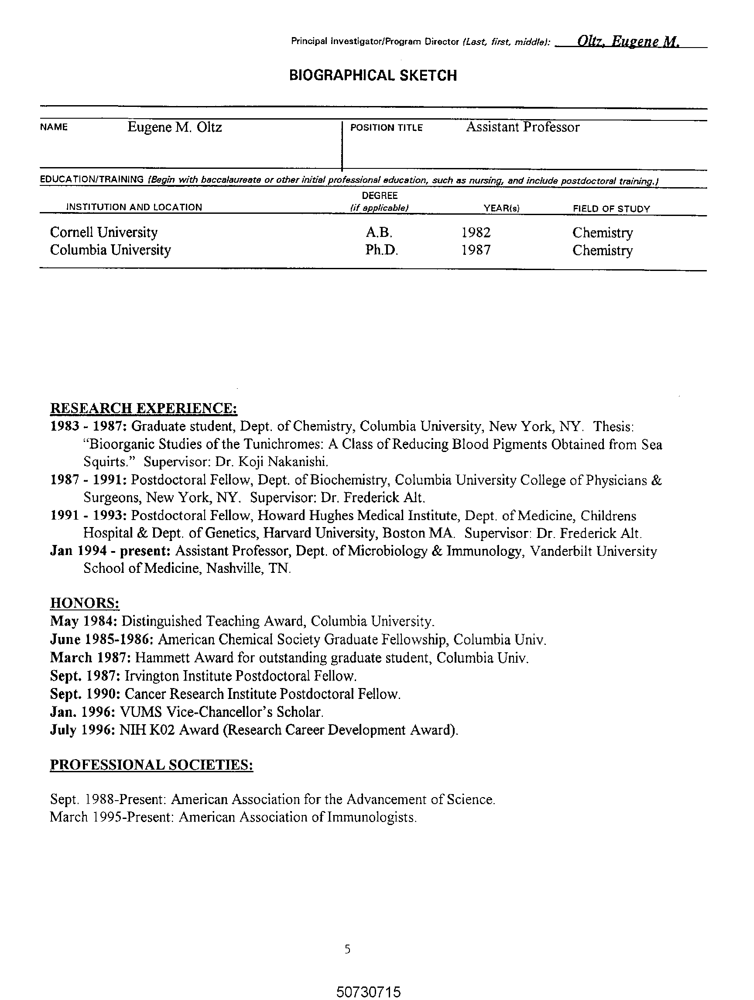 Principal Investigator/Program Director (Last, first, middle): Oltz, Eugene M.
BIOGRAPHICAL SKETCH
NAME Eugene M. Oltz POSITION TITLE Assistant Professor
EDUCATION/TRAINING (Begin with baccalaureate or other initial professional education, such as nursing, and include postdoctoral training.)
INSTITUTION AND LOCATION DEGREE (if applicable) YEAR(s) FIELD OF STUDY
Cornell University A.B. 1982 Chemistry
Columbia University Ph.D. 1987 Chemistry
RESEARCH EXPERIENCE:
1983 - 1987: Graduate student, Dept. of Chemistry, Columbia University, New York, NY. Thesis:
“Bioorganic Studies of the Tunichromes: A Class of Reducing Blood Pigments Obtained from Sea
Squirts.” Supervisor: Dr. Koji Nakanishi.
1987 - 1991: Postdoctoral Fellow, Dept. of Biochemistry, Columbia University College of Physicians &
Surgeons, New York, NY. Supervisor: Dr. Frederick Alt.
1991 - 1993: Postdoctoral Fellow, Howard Hughes Medical Institute, Dept. of Medicine, Childrens
Hospital & Dept. of Genetics, Harvard University, Boston MA. Supervisor: Dr. Frederick Alt.
Jan 1994 - present: Assistant Professor, Dept. of Microbiology & Immunology, Vanderbilt University
School of Medicine, Nashville, TN.
HONORS:
May 1984: Distinguished Teaching Award, Columbia University.
June 1985-1986: American Chemical Society Graduate Fellowship, Columbia Univ.
March 1987: Hammett Award for outstanding graduate student, Columbia Univ.
Sept. 1987: Irvington Institute Postdoctoral Fellow.
Sept. 1990: Cancer Research Institute Postdoctoral Fellow.
Jan. 1996: VUMS Vice-Chancellor’s Scholar.
July 1996: NIH K02 Award (Research Career Development Award).
PROFESSIONAL SOCIETIES:
Sept. 1988-Present: American Association for the Advancement of Science.
March 1995-Present: American Association of Immunologists.
5
50730715